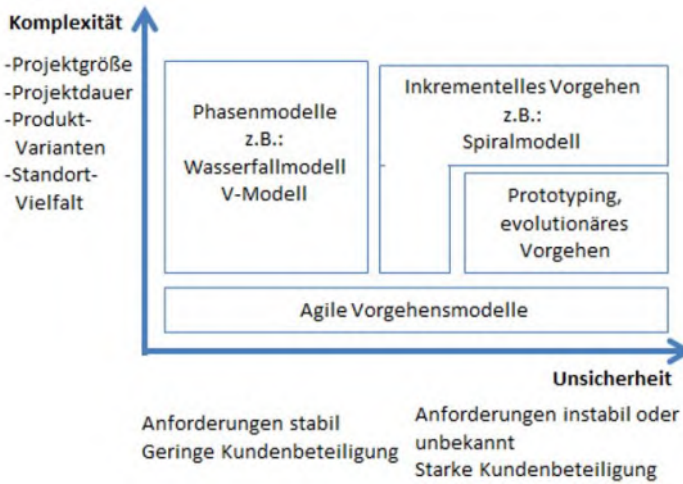 Komplexität
-Projektgröße
-Projektdauer
-Produkt-
Varianten
-Standort-
Vielfalt
Phasenmodelle
z.B.:
Wasserfallmodell
V-Modell
Inkrementelles Vorgehen
z.B.:
Spiralmodell
Prototyping,
evolutionäres
Vorgehen
Agile Vorgehensmodelle
Unsicherheit
Anforderungen stabil
Geringe Kundenbeteiligung
Anforderungen instabil oder
unbekannt
Starke Kundenbeteiligung